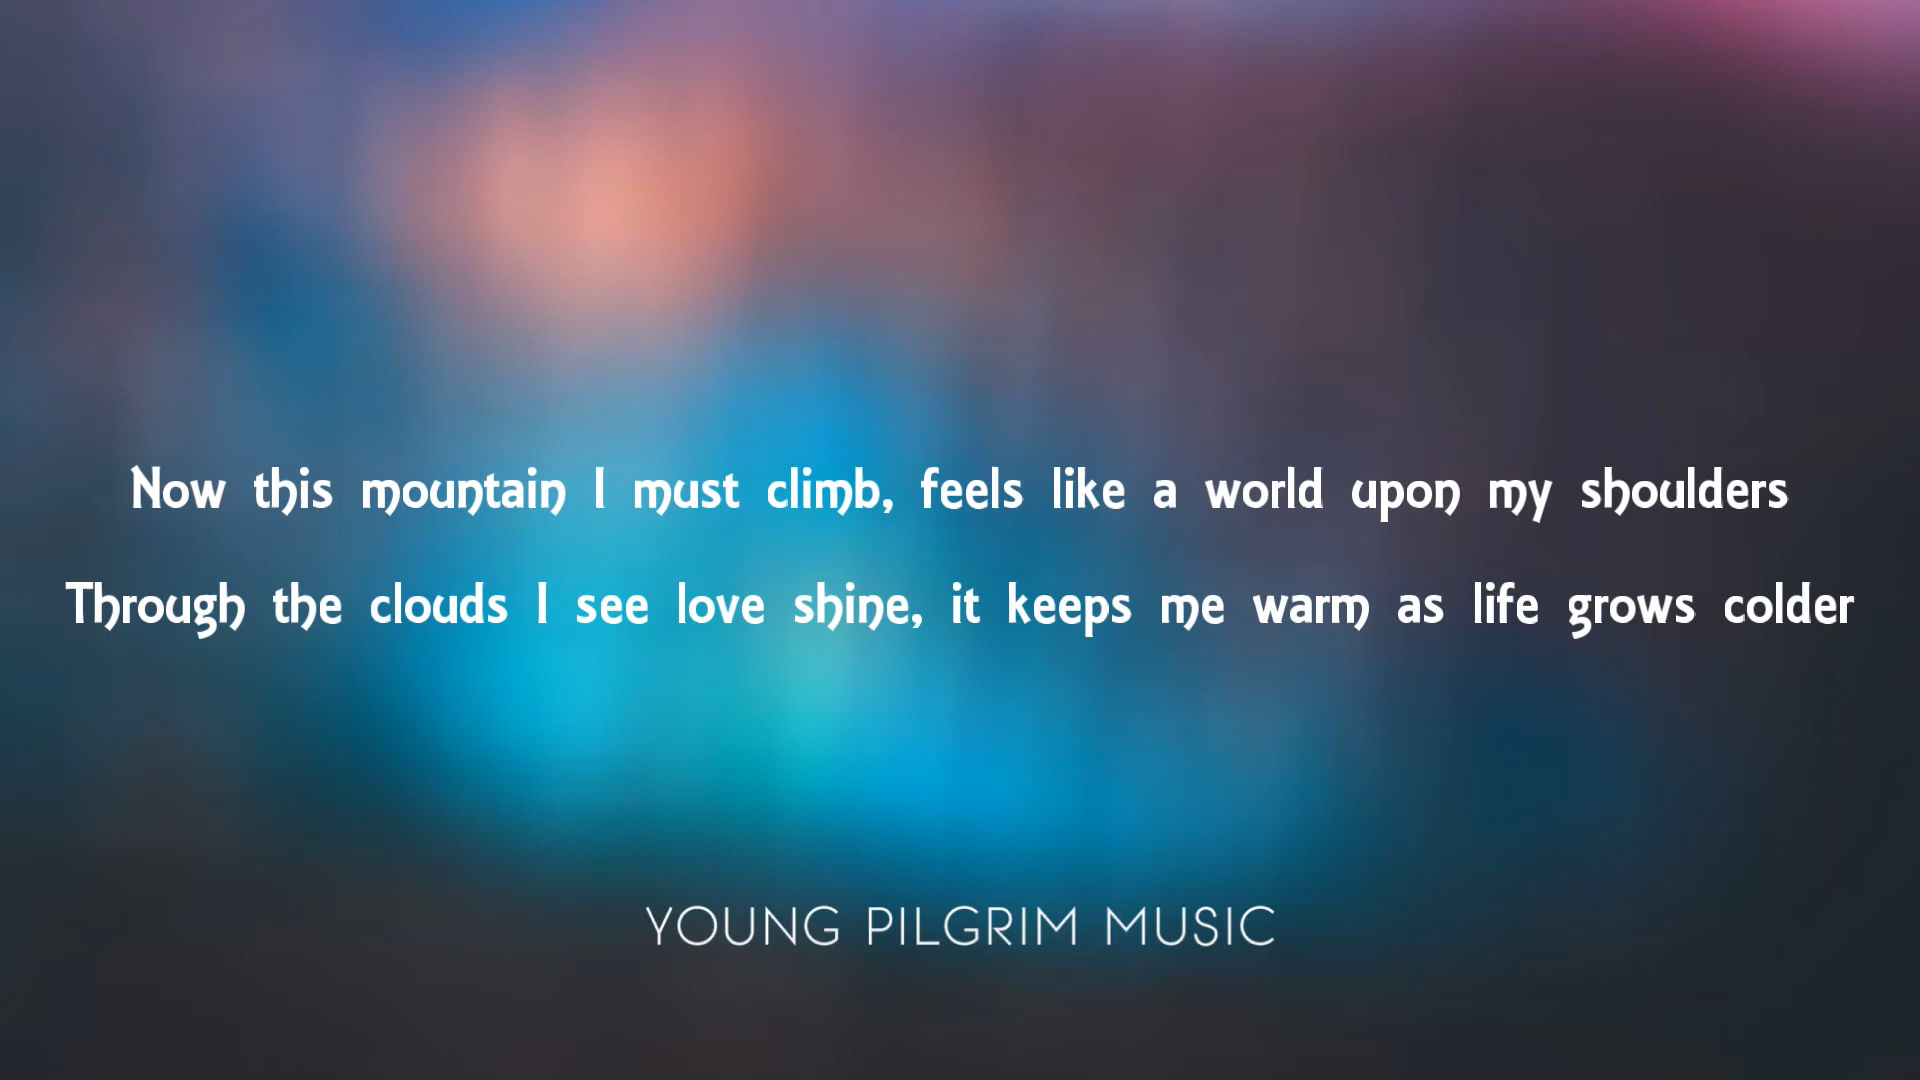 Now this mountain I must climb, feels like a world upon my shoulders
Through the clouds I see love shine, it keeps me warm as life grows colder
YOUNG PILGRIM MUSIC